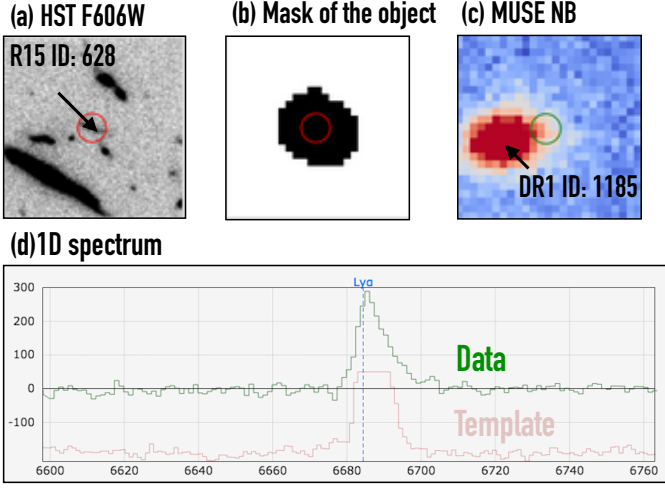 (a) HST F606W
(b) Mask of the object
(c) MUSE NB
R15 ID: 628
DR1 ID: 1185
(d)1D spectrum
Lya
300
200
100
0
-100
Data
Template
6600
6620
6640
6660
6680
6700
6720
6740
6760